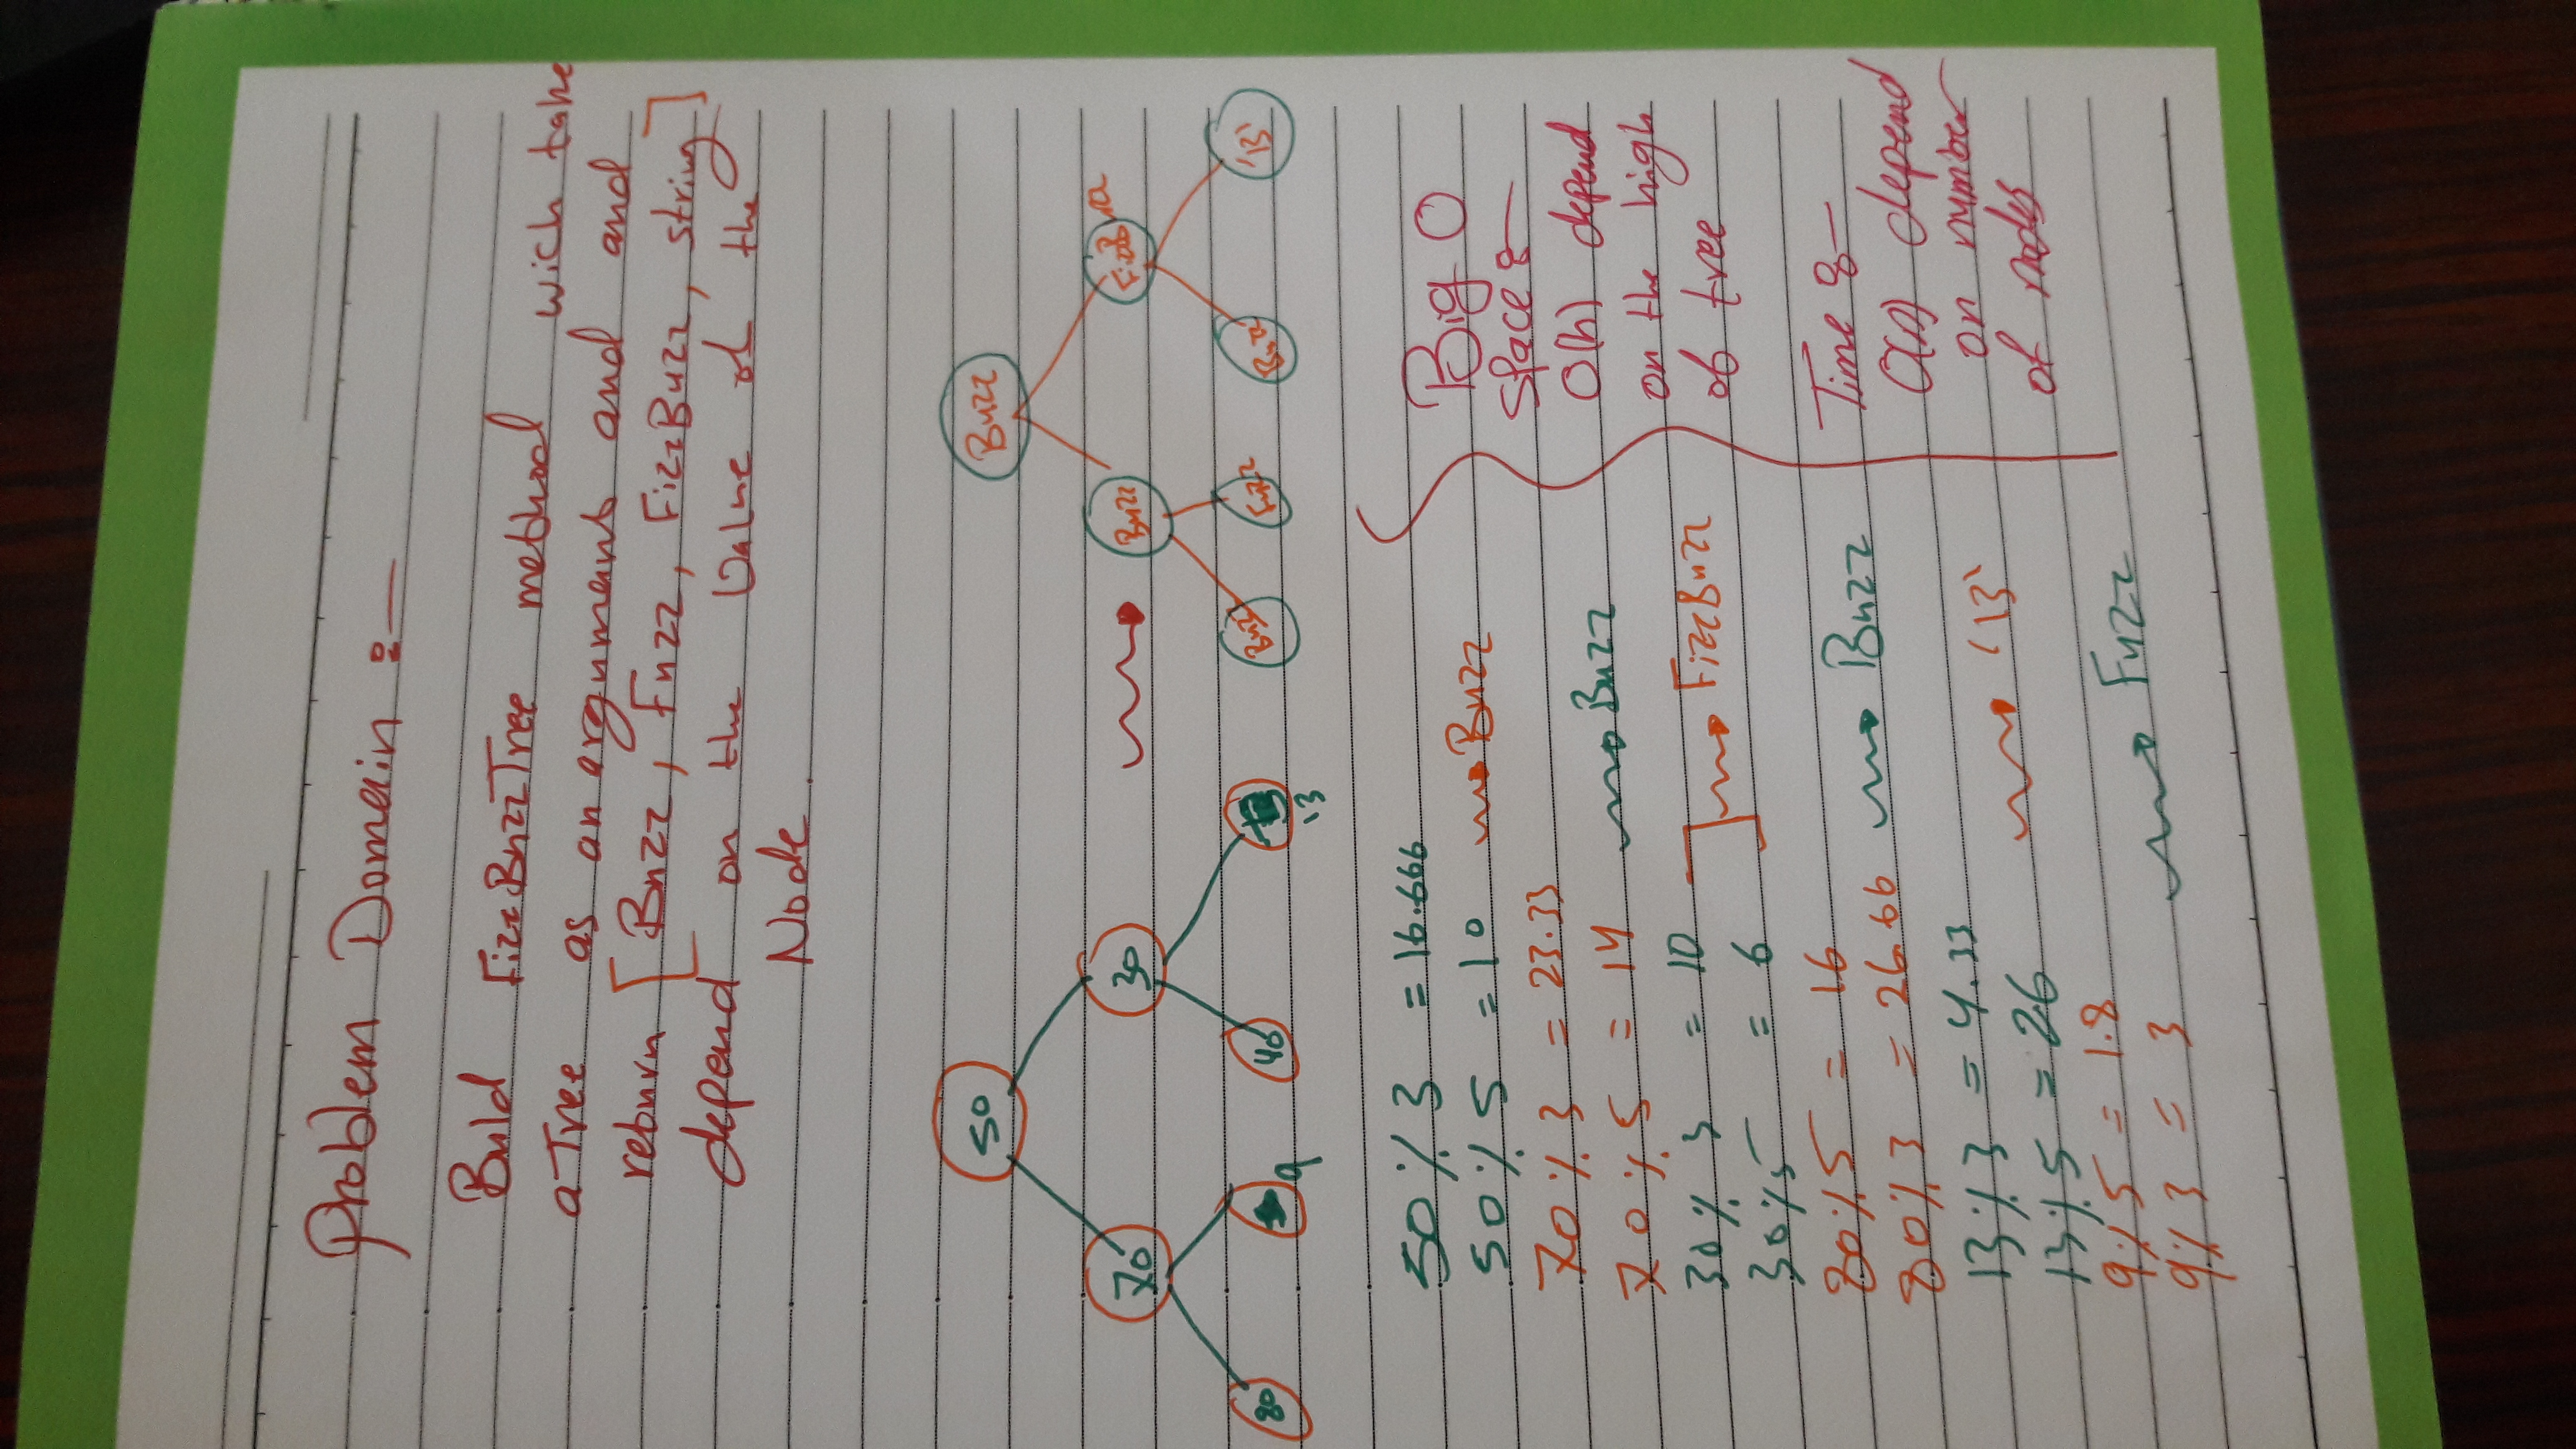 Problem Domain :—
Buld FizzBuzzTree method wich take
a Tree as an argument and and
return [ Buzz, Fuzz, FizzBuzz, string ]
depend on the Value of the
Node.
50
70
30
80
9
40
13
Buzz
Buzz
FizzBuzz
Buzz
Fuzz
Buzz
'13'
50 % 3 = 16.666
50 % 5 = 10 Buzz
70 % 3 = 23.33
70 % 5 = 14 Buzz
30 % 3 = 10
30 % 5 = 6
FizzBuzz
80 % 5 = 16
80 % 3 = 26.66 Buzz
13 % 3 = 4.33
13 % 5 = 26
'13'
9 % 5 = 1.8
9 % 3 = 3 Fuzz
Big O
space :—
O(h) depend
on the high
of tree
Time :—
O(n) depend
on number
of nodes